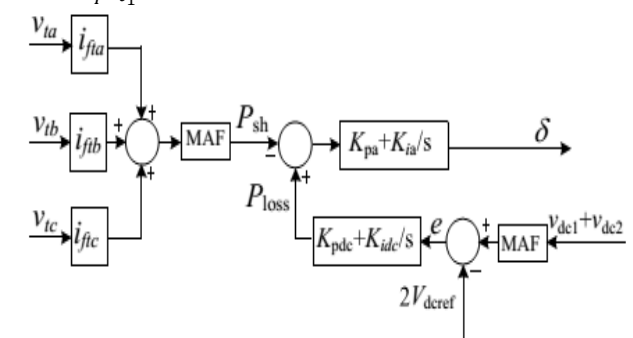 v_ta
i_fta
+
v_tb
i_ftb
+
MAF
P_sh
−
K_pa+K_ia/s
δ
+
+
P_loss
v_tc
i_ftc
K_pdc+K_idc/s
e
+
MAF
v_dc1+v_dc2
−
2V_dcref